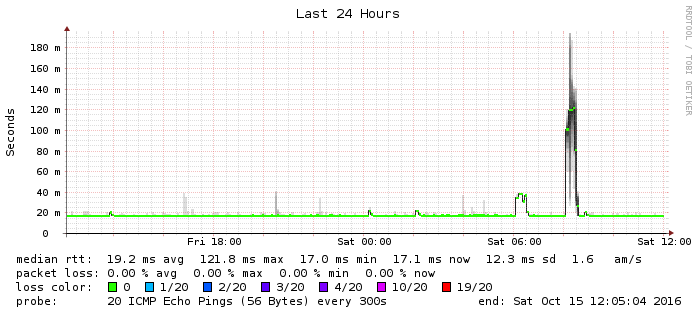 Last 24 Hours
RRDTOOL / TOBI OETIKER
Seconds
180 m
160 m
140 m
120 m
100 m
80 m
60 m
40 m
20 m
0
Fri 18:00 Sat 00:00 Sat 06:00 Sat 12:00
median rtt: 19.2 ms avg 121.8 ms max 17.0 ms min 17.1 ms now 12.3 ms sd 1.6 am/s
packet loss: 0.00 % avg 0.00 % max 0.00 % min 0.00 % now
loss color: 0 1/20 2/20 3/20 4/20 10/20 19/20
probe: 20 ICMP Echo Pings (56 Bytes) every 300s end: Sat Oct 15 12:05:04 2016